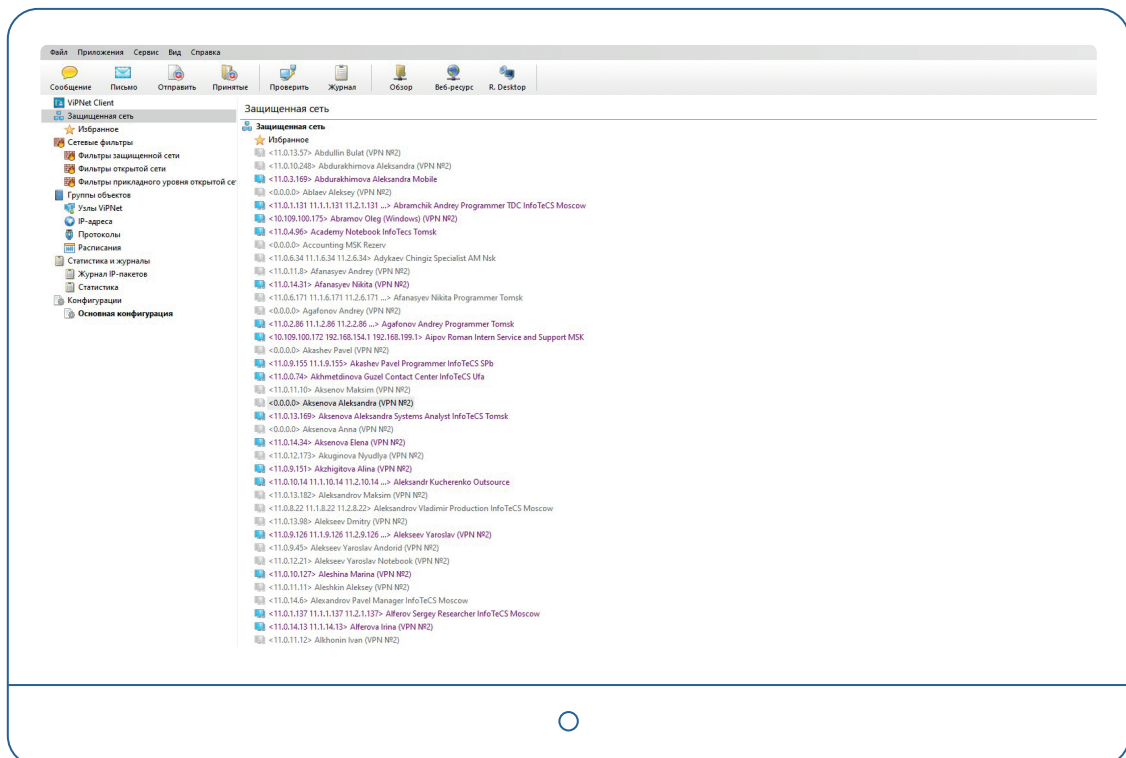 Файл Приложения Сервис Вид Справка
Сообщение Письмо Отправить Принятые Проверить Журнал Обзор Веб-ресурс R. Desktop
ViPNet Client
Защищенная сеть
Избранное
Сетевые фильтры
Фильтры защищенной сети
Фильтры открытой сети
Фильтры прикладного уровня открытой се
Группы объектов
Узлы ViPNet
IP-адреса
Протоколы
Расписания
Статистика и журналы
Журнал IP-пакетов
Статистика
Конфигурации
Основная конфигурация
Защищенная сеть
Защищенная сеть
Избранное
<11.0.13.57> Abdullin Bulat (VPN №2)
<11.0.10.248> Abdurakhimova Aleksandra (VPN №2)
<11.0.3.169> Abdurakhimova Aleksandra Mobile
<0.0.0.0> Ablaev Aleksey (VPN №2)
<11.0.1.131 11.1.1.131 11.2.1.131 ...> Abramchik Andrey Programmer TDC InfoTeCS Moscow
<10.109.100.175> Abramov Oleg (Windows) (VPN №2)
<11.0.4.96> Academy Notebook InfoTecs Tomsk
<0.0.0.0> Accounting MSK Rezerv
<11.0.6.34 11.1.6.34 11.2.6.34> Adykaev Chingiz Specialist AM Nsk
<11.0.11.8> Afanasyev Andrey (VPN №2)
<11.0.14.31> Afanasyev Nikita (VPN №2)
<11.0.6.171 11.1.6.171 11.2.6.171 ...> Afanasyev Nikita Programmer Tomsk
<0.0.0.0> Agafonov Andrey (VPN №2)
<11.0.2.86 11.1.2.86 11.2.2.86 ...> Agafonov Andrey Programmer Tomsk
<10.109.100.172 192.168.154.1 192.168.199.1> Aipov Roman Intern Service and Support MSK
<0.0.0.0> Akashev Pavel (VPN №2)
<11.0.9.155 11.1.9.155> Akashev Pavel Programmer InfoTeCS SPb
<11.0.0.74> Akhmetdinova Guzel Contact Center InfoTeCS Ufa
<11.0.11.10> Aksenov Maksim (VPN №2)
<0.0.0.0> Aksenova Aleksandra (VPN №2)
<11.0.13.169> Aksenova Aleksandra Systems Analyst InfoTeCS Tomsk
<0.0.0.0> Aksenova Anna (VPN №2)
<11.0.14.34> Aksenova Elena (VPN №2)
<11.0.12.173> Akuginova Nyudlya (VPN №2)
<11.0.9.151> Akzhigitova Alina (VPN №2)
<11.0.10.14 11.1.10.14 11.2.10.14 ...> Aleksandr Kucherenko Outsource
<11.0.13.182> Aleksandrov Maksim (VPN №2)
<11.0.8.22 11.1.8.22 11.2.8.22> Aleksandrov Vladimir Production InfoTeCS Moscow
<11.0.13.98> Alekseev Dmitry (VPN №2)
<11.0.9.126 11.1.9.126 11.2.9.126 ...> Alekseev Yaroslav (VPN №2)
<11.0.9.45> Alekseev Yaroslav Andorid (VPN №2)
<11.0.12.21> Alekseev Yaroslav Notebook (VPN №2)
<11.0.10.127> Aleshina Marina (VPN №2)
<11.0.11.11> Aleshkin Aleksey (VPN №2)
<11.0.14.6> Alexandrov Pavel Manager InfoTeCS Moscow
<11.0.1.137 11.1.1.137 11.2.1.137> Alferov Sergey Researcher InfoTeCS Moscow
<11.0.14.13 11.1.14.13> Alferova Irina (VPN №2)
<11.0.11.12> Alkhonin Ivan (VPN №2)